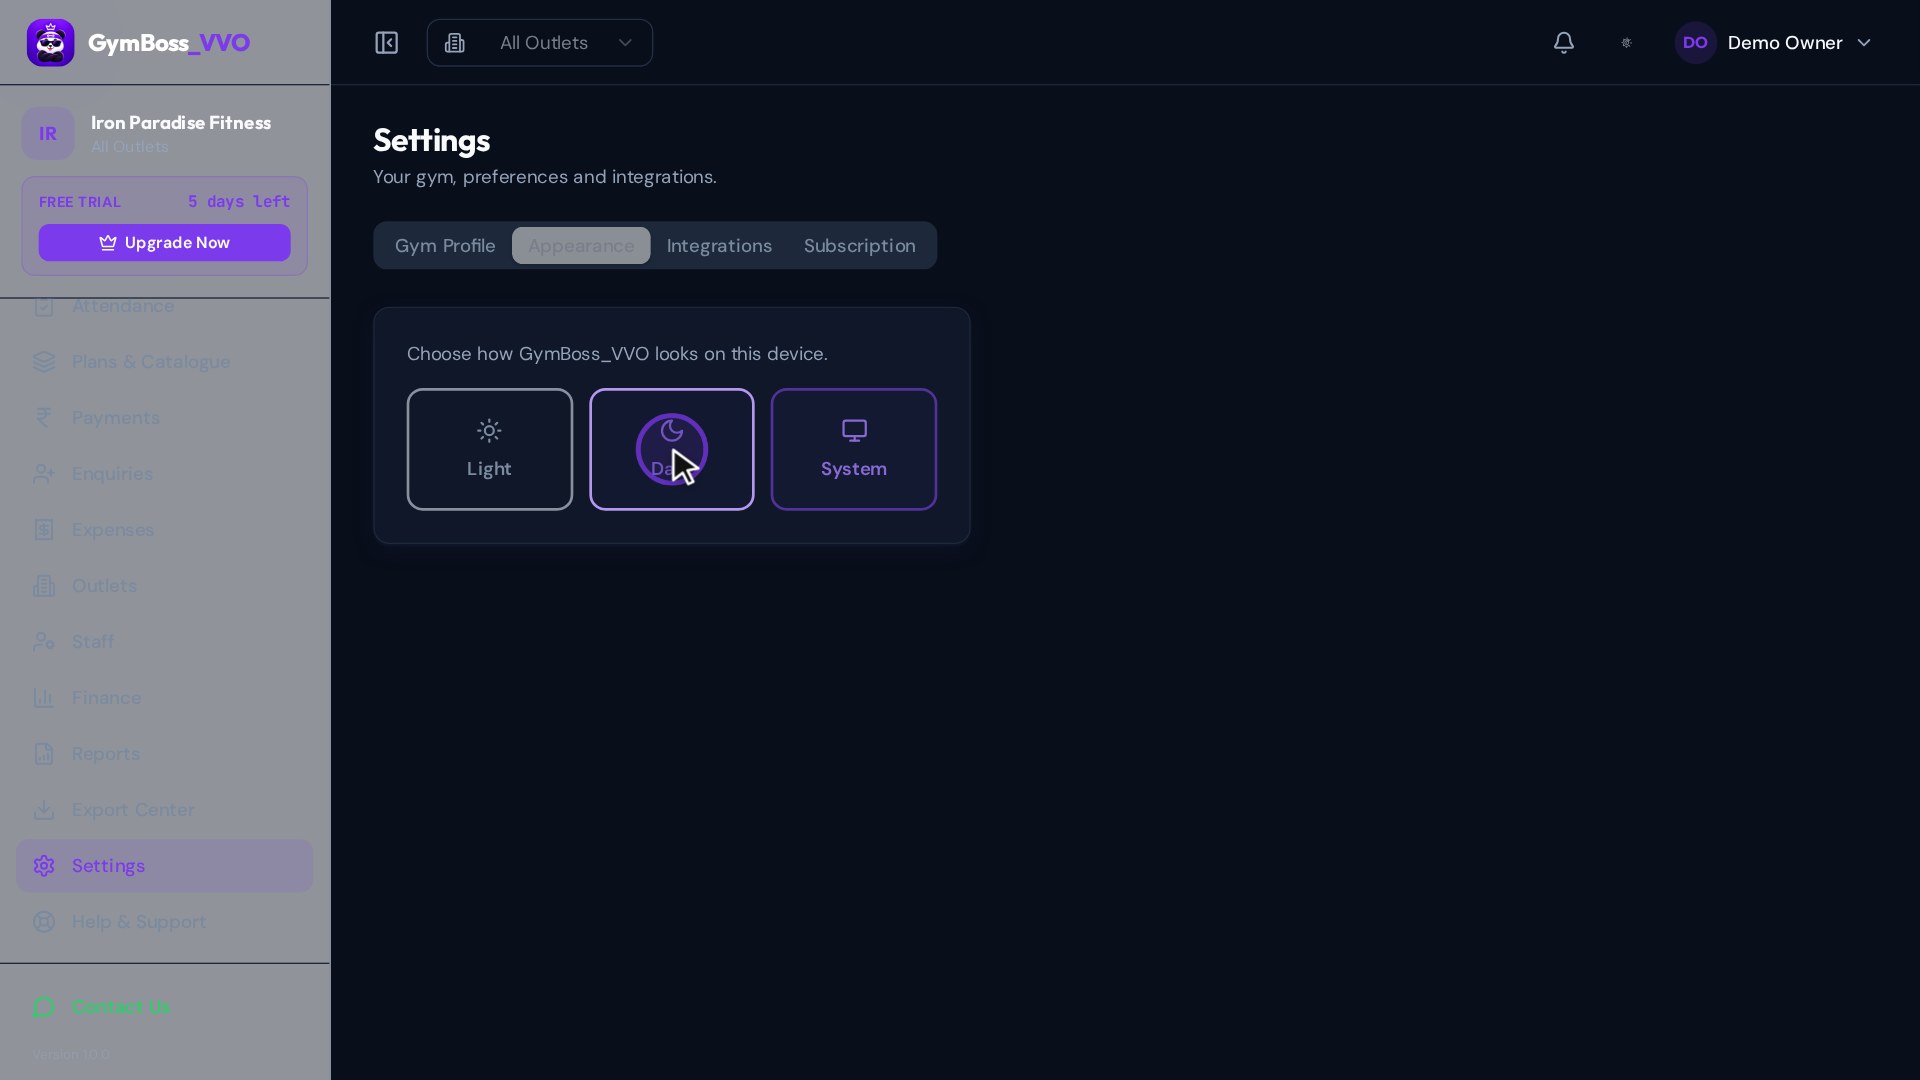 GymBoss_VVO
All Outlets
DO
Demo Owner
IR
Iron Paradise Fitness
All Outlets
FREE TRIAL
5 days left
Upgrade Now
Attendance
Plans & Catalogue
Payments
Enquiries
Expenses
Outlets
Staff
Finance
Reports
Export Center
Settings
Help & Support
Contact Us
Settings
Your gym, preferences and integrations.
Gym Profile
Appearance
Integrations
Subscription
Choose how GymBoss_VVO looks on this device.
Light
System